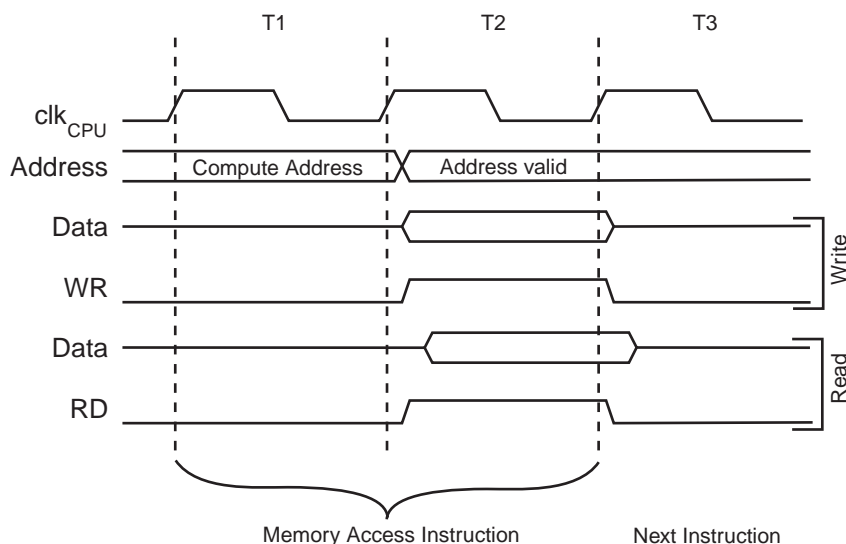 T1 T2 T3
clkCPU
Address Compute Address Address valid
Data
WR
Write
Data
RD
Read
Memory Access Instruction Next Instruction